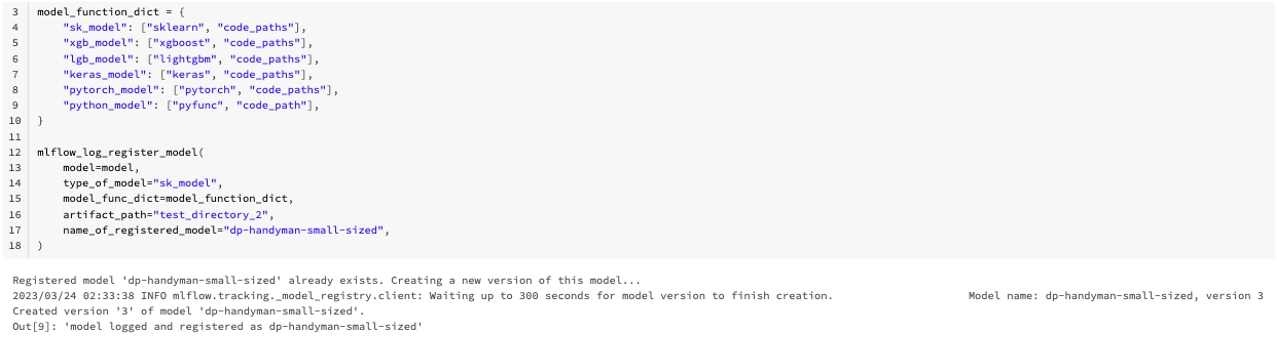 3 model_function_dict = {
4     "sk_model": ["sklearn", "code_paths"],
5     "xgb_model": ["xgboost", "code_paths"],
6     "lgb_model": ["lightgbm", "code_paths"],
7     "keras_model": ["keras", "code_paths"],
8     "pytorch_model": ["pytorch", "code_paths"],
9     "python_model": ["pyfunc", "code_path"],
10 }
11
12 mlflow_log_register_model(
13     model=model,
14     type_of_model="sk_model",
15     model_func_dict=model_function_dict,
16     artifact_path="test_directory_2",
17     name_of_registered_model="dp-handyman-small-sized",
18 )
Registered model 'dp-handyman-small-sized' already exists. Creating a new version of this model...
2023/03/24 02:33:38 INFO mlflow.tracking._model_registry.client: Waiting up to 300 seconds for model version to finish creation. Model name: dp-handyman-small-sized, version 3
Created version '3' of model 'dp-handyman-small-sized'.
Out[9]: 'model logged and registered as dp-handyman-small-sized'